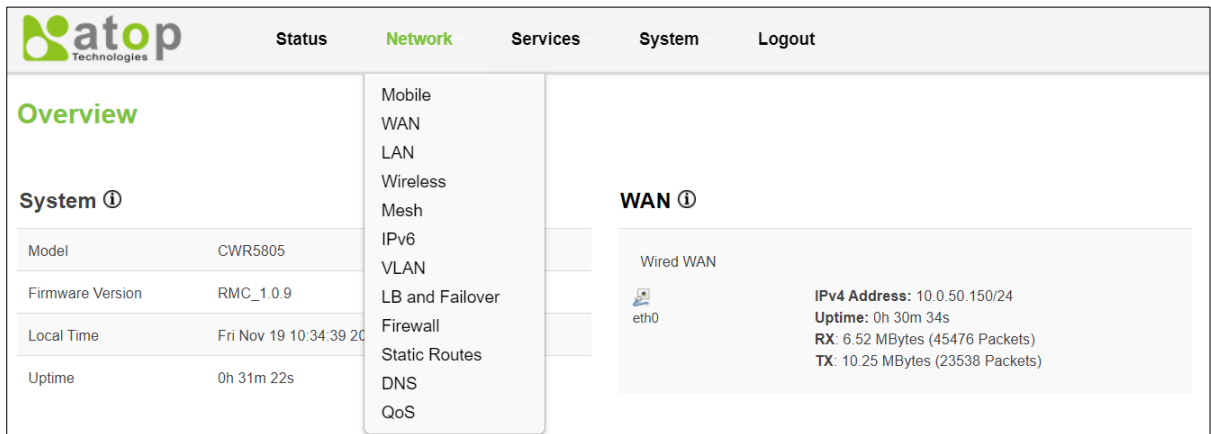 atop
Technologies
Status Network Services System Logout
Mobile
WAN
LAN
Wireless
Mesh
IPv6
VLAN
LB and Failover
Firewall
Static Routes
DNS
QoS
Overview
System
Model CWR5805
Firmware Version RMC_1.0.9
Local Time Fri Nov 19 10:34:39 20
Uptime 0h 31m 22s
WAN
Wired WAN
eth0
IPv4 Address: 10.0.50.150/24
Uptime: 0h 30m 34s
RX: 6.52 MBytes (45476 Packets)
TX: 10.25 MBytes (23538 Packets)